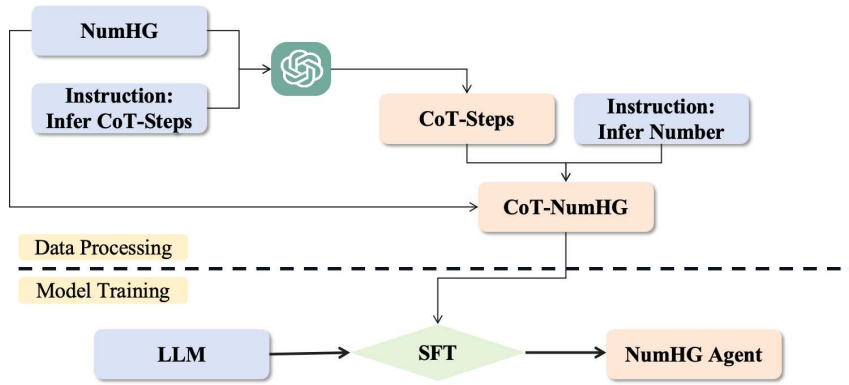 NumHG
Instruction:
Infer CoT-Steps
CoT-Steps
Instruction:
Infer Number
CoT-NumHG
Data Processing
Model Training
LLM
SFT
NumHG Agent